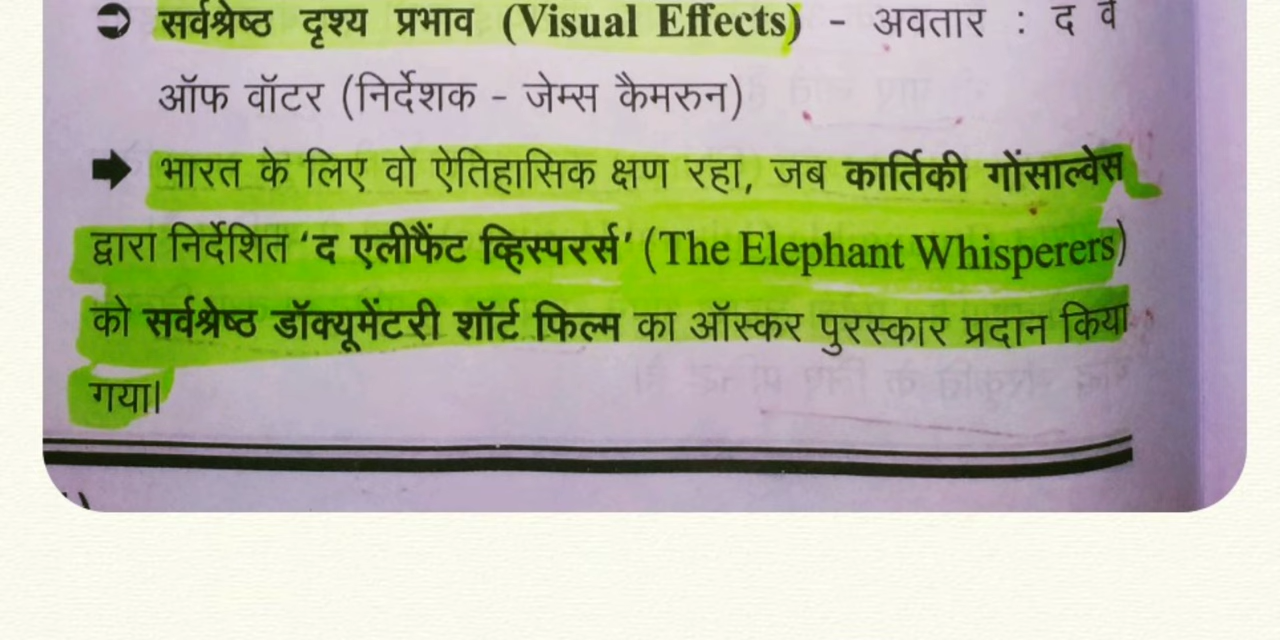 ➲ सर्वश्रेष्ठ दृश्य प्रभाव (Visual Effects) - अवतार : द वे
ऑफ वॉटर (निर्देशक - जेम्स कैमरुन)
➡ भारत के लिए वो ऐतिहासिक क्षण रहा, जब कार्तिकी गोंसाल्वेस
द्वारा निर्देशित ‘द एलीफैंट व्हिस्परर्स’ (The Elephant Whisperers)
को सर्वश्रेष्ठ डॉक्यूमेंटरी शॉर्ट फिल्म का ऑस्कर पुरस्कार प्रदान किया
गया।